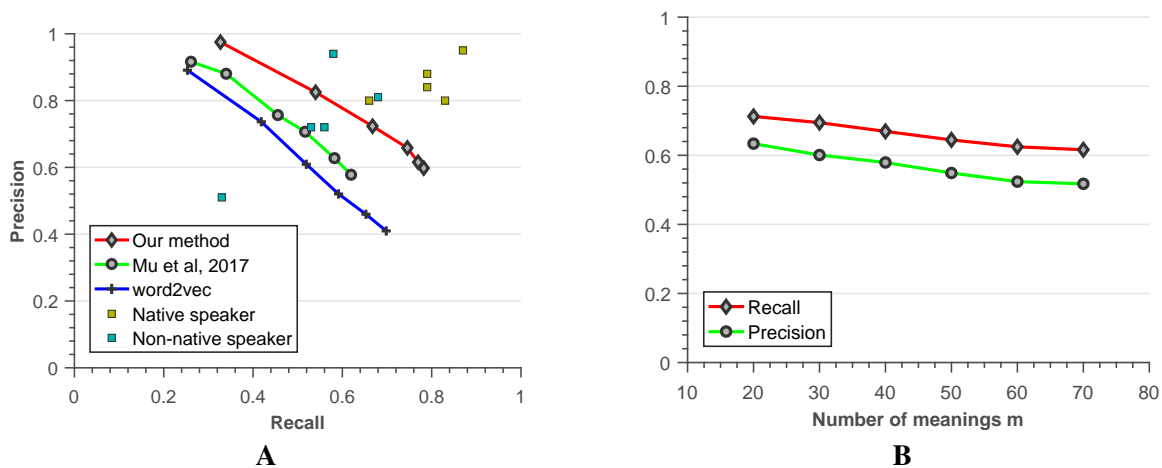 1
0.8
0.6
0.4
0.2
0
Precision
0 0.2 0.4 0.6 0.8 1
Recall
Our method
Mu et al, 2017
word2vec
Native speaker
Non-native speaker
A
1
0.8
0.6
0.4
0.2
0
10 20 30 40 50 60 70 80
Number of meanings m
Recall
Precision
B